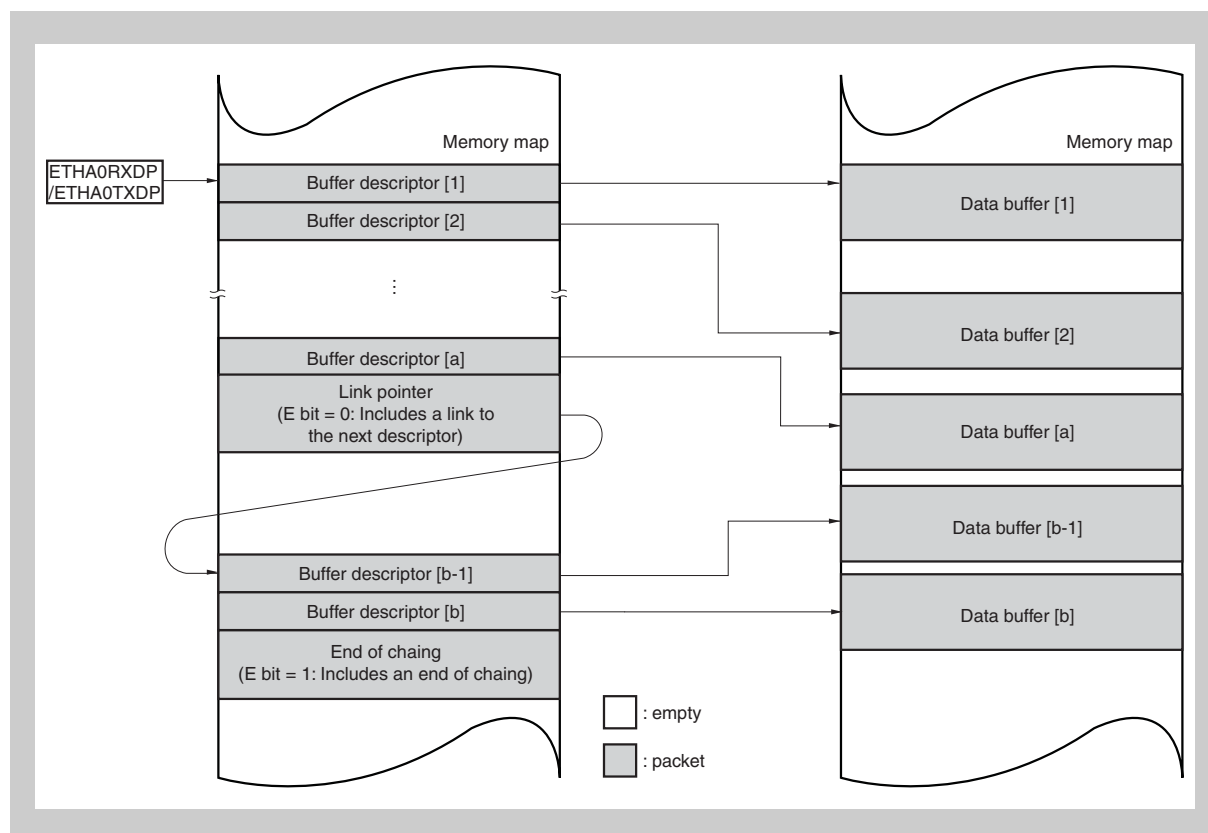 Memory map
Memory map
ETHA0RXDP
/ETHA0TXDP
Buffer descriptor [1]
Buffer descriptor [2]
⋮
Buffer descriptor [a]
Link pointer
(E bit = 0: Includes a link to
the next descriptor)
Buffer descriptor [b-1]
Buffer descriptor [b]
End of chaing
(E bit = 1: Includes an end of chaing)
Data buffer [1]
Data buffer [2]
Data buffer [a]
Data buffer [b-1]
Data buffer [b]
: empty
: packet